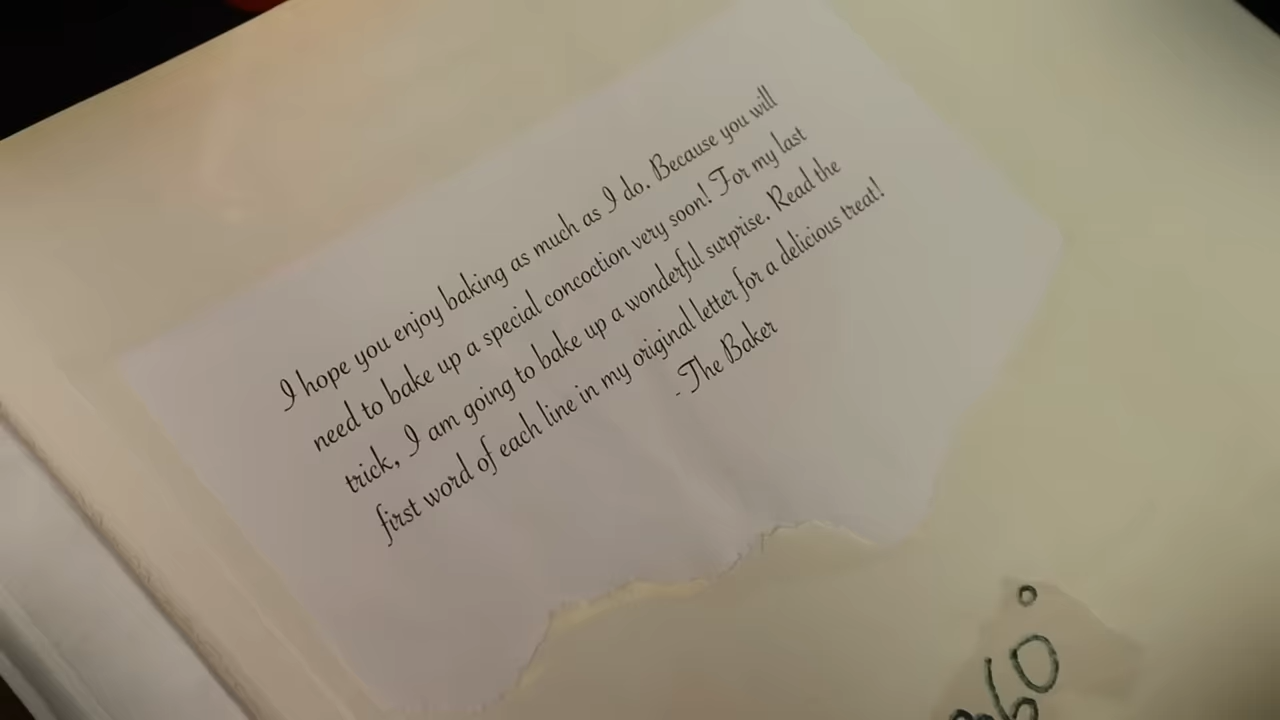 I hope you enjoy baking as much as I do. Because you will
need to bake up a special concoction very soon! For my last
trick, I am going to bake up a wonderful surprise. Read the
first word of each line in my original letter for a delicious treat!
-The Baker
360°